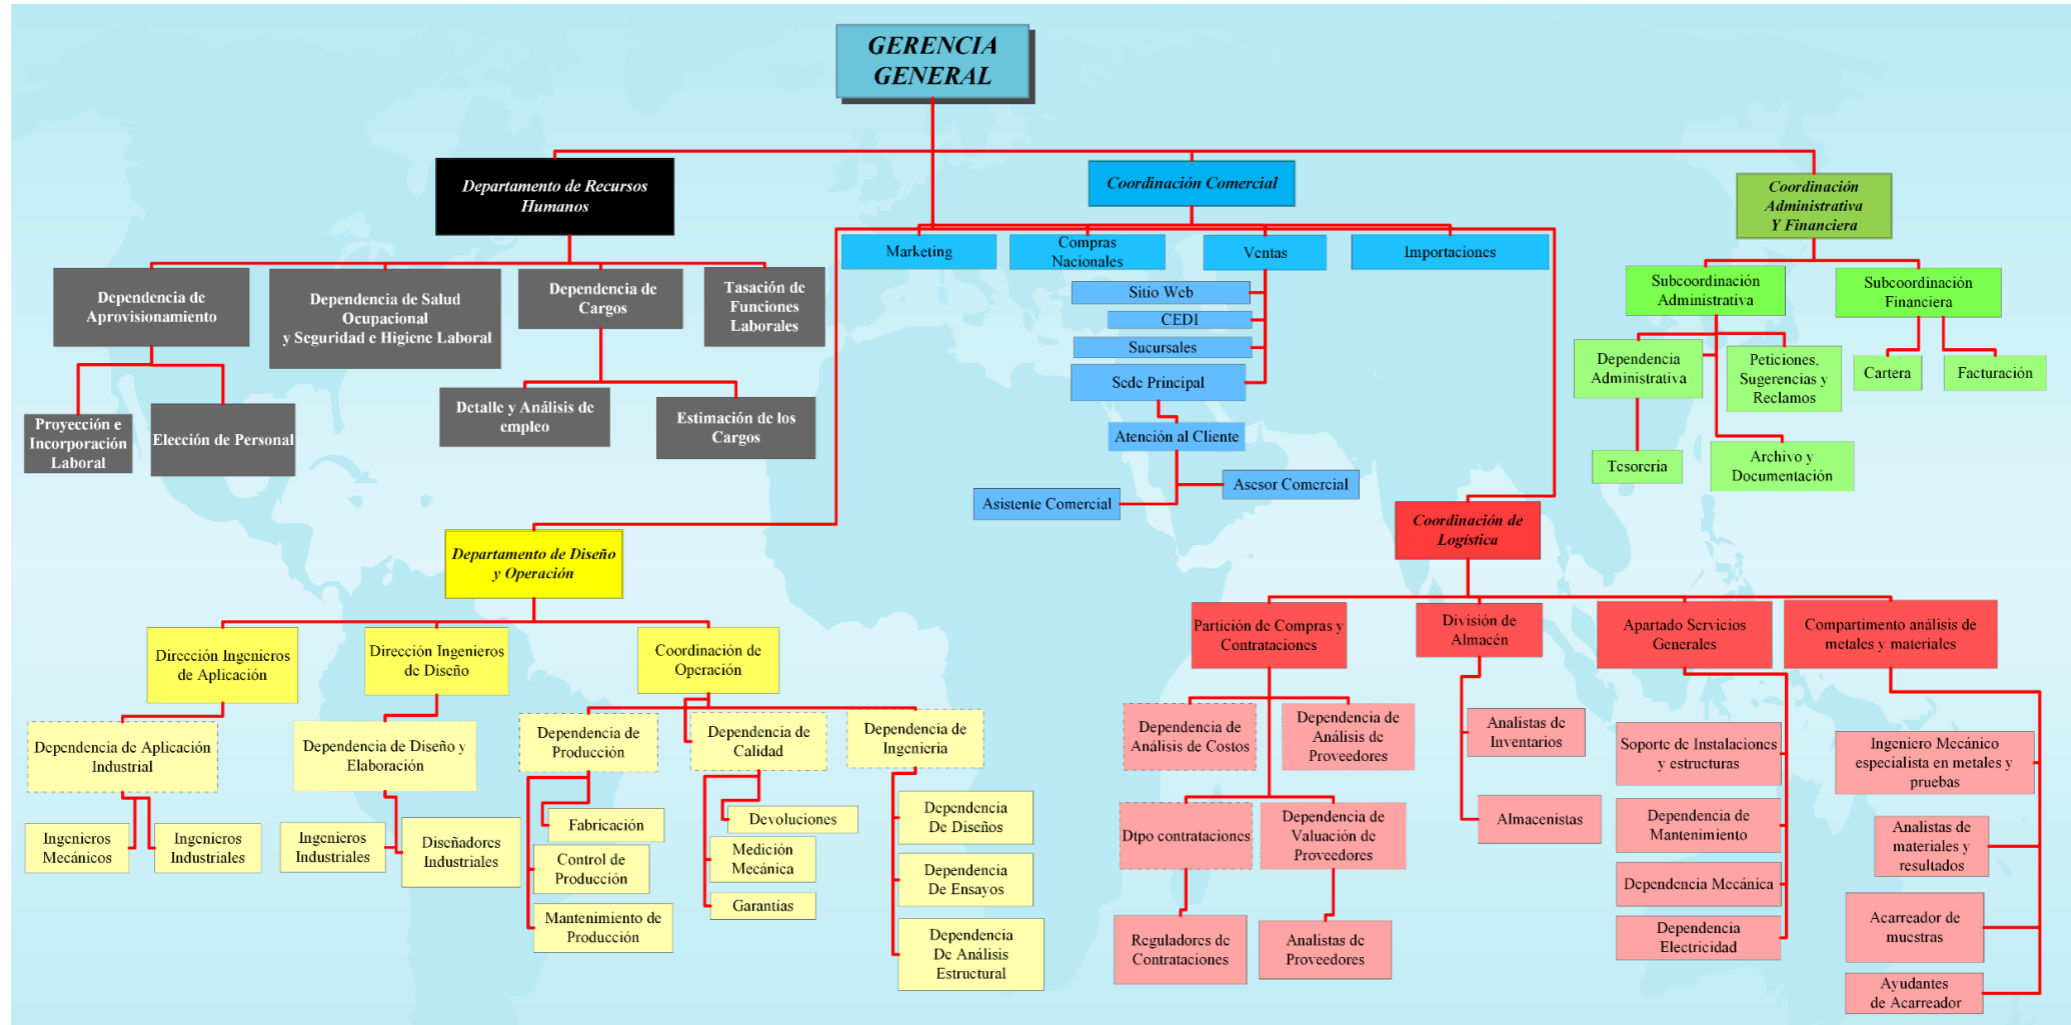 GERENCIA
GENERAL
Departamento de Recursos
Humanos
Coordinación Comercial
Coordinación
Administrativa
Y Financiera
Marketing
Compras
Nacionales
Ventas
Importaciones
Dependencia de
Aprovisionamiento
Dependencia de Salud
Ocupacional
y Seguridad e Higiene Laboral
Dependencia de
Cargos
Tasación de
Funciones
Laborales
Sitio Web
CEDI
Sucursales
Sede Principal
Atención al Cliente
Asesor Comercial
Asistente Comercial
Subcoordinación
Administrativa
Subcoordinación
Financiera
Dependencia
Administrativa
Peticiones,
Sugerencias y
Reclamos
Cartera
Facturación
Tesorería
Archivo y
Documentación
Proyección e
Incorporación
Laboral
Elección de Personal
Detalle y Análisis de
empleo
Estimación de los
Cargos
Departamento de Diseño
y Operación
Coordinación de
Logística
Dirección Ingenieros
de Aplicación
Dirección Ingenieros
de Diseño
Coordinación de
Operación
Dependencia de Aplicación
Industrial
Dependencia de Diseño y
Elaboración
Dependencia de
Producción
Dependencia de
Calidad
Dependencia de
Ingeniería
Ingenieros
Mecánicos
Ingenieros
Industriales
Ingenieros
Industriales
Diseñadores
Industriales
Fabricación
Control de
Producción
Mantenimiento de
Producción
Devoluciones
Medición
Mecánica
Garantías
Dependencia
De Diseños
Dependencia
De Ensayos
Dependencia
De Análisis
Estructural
Partición de Compras y
Contrataciones
División de
Almacén
Apartado Servicios
Generales
Compartimento análisis de
metales y materiales
Dependencia de
Análisis de Costos
Dependencia de
Análisis de
Proveedores
Dtpo contrataciones
Dependencia de
Valuación de
Proveedores
Reguladores de
Contrataciones
Analistas de
Proveedores
Analistas de
Inventarios
Almacenistas
Soporte de Instalaciones
y estructuras
Dependencia de
Mantenimiento
Dependencia Mecánica
Dependencia
Electricidad
Ingeniero Mecánico
especialista en metales y
pruebas
Analistas de
materiales y
resultados
Acarreador de
muestras
Ayudantes
de Acarreador